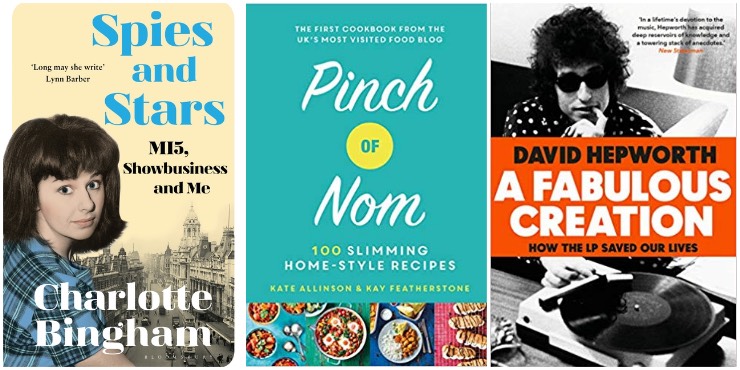 Spies
and
Stars
'Long may she write'
Lynn Barber
MI5,
Showbusiness
and Me
Charlotte
Bingham
BLOOMSBURY
THE FIRST COOKBOOK FROM THE
UK'S MOST VISITED FOOD BLOG
Pinch
OF
Nom
100 SLIMMING
HOME-STYLE RECIPES
KATE ALLINSON & KAY FEATHERSTONE
'In a lifetime's devotion to the
music, Hepworth has acquired
deep reservoirs of knowledge and
a towering stack of anecdotes.'
New Statesman
DAVID HEPWORTH
A FABULOUS
CREATION
HOW THE LP SAVED OUR LIVES